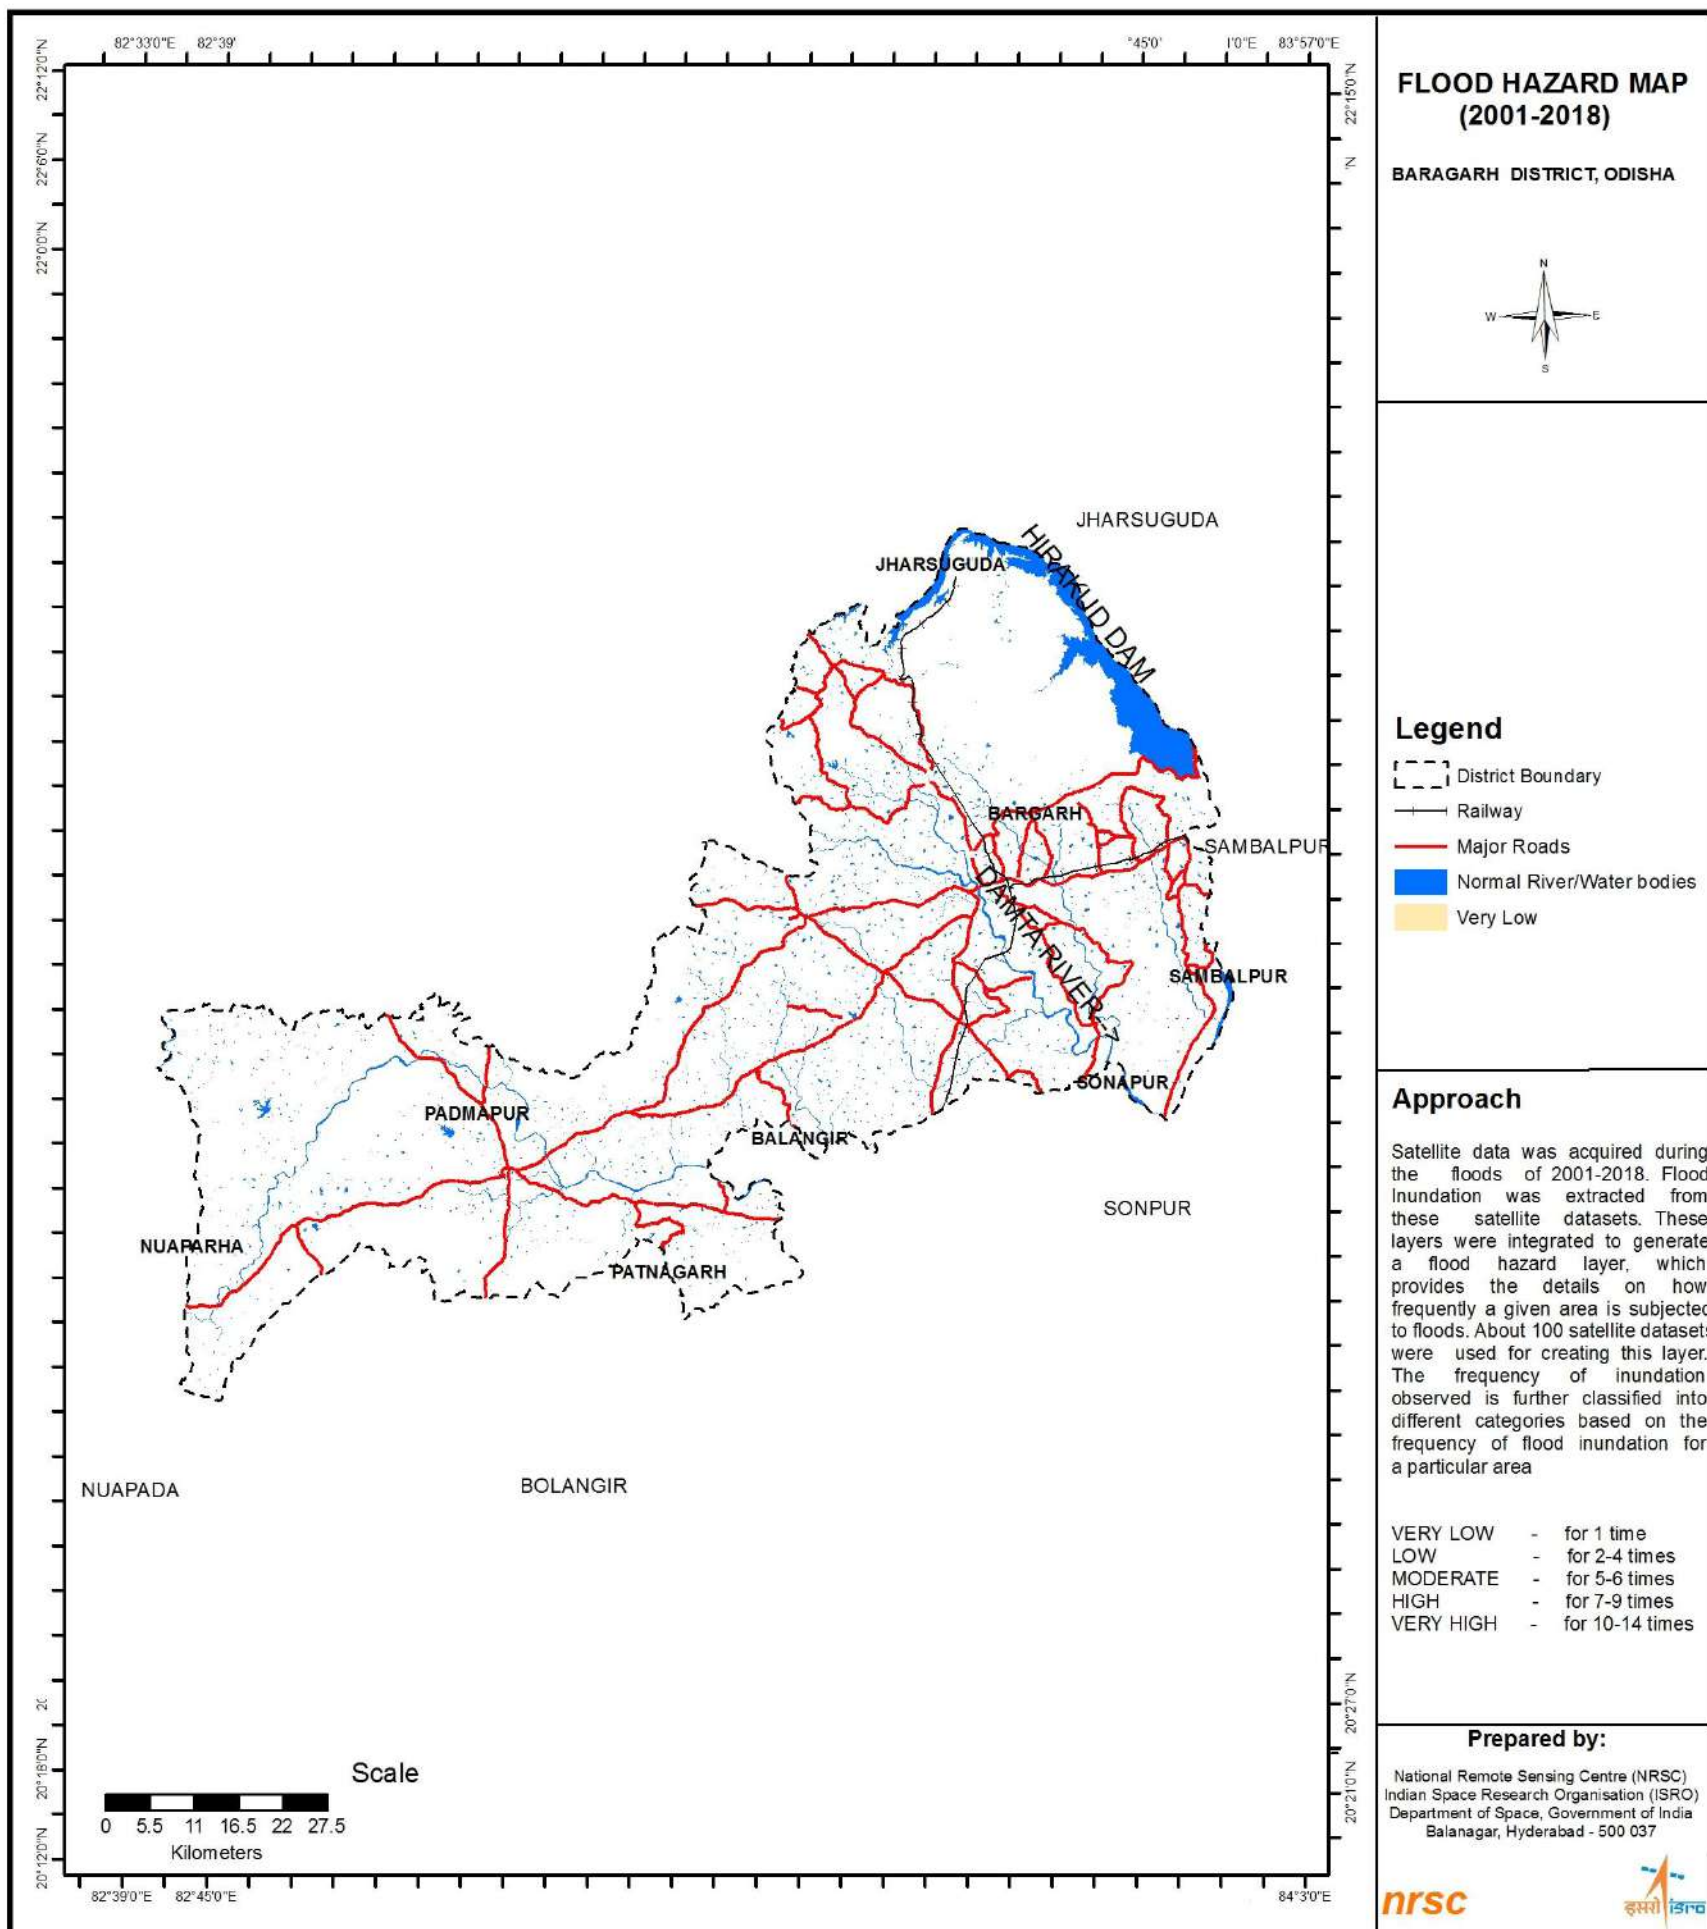 82°33'0"E 82°39' °45'0' I'0"E 83°57'0"E
22°12'0"N
22°6'0"N
22°0'0"N
20
20°18'0"N
20°12'0"N
22°15'0"N
'N
20°27'0"N
20°21'0"N
82°39'0"E 82°45'0"E 84°3'0"E
JHARSUGUDA
HIRAKUD DAM
JHARSUGUDA
BARGARH
SAMBALPUR
DAMTA RIVER
SAMBALPUR
SONAPUR
PADMAPUR
BALANGIR
SONPUR
NUAPARHA
PATNAGARH
NUAPADA
BOLANGIR
Scale
0 5.5 11 16.5 22 27.5
Kilometers
FLOOD HAZARD MAP
(2001-2018)
BARAGARH DISTRICT, ODISHA
N
W E
S
Legend
District Boundary
Railway
Major Roads
Normal River/Water bodies
Very Low
Approach
Satellite data was acquired during
the floods of 2001-2018. Flood
Inundation was extracted from
these satellite datasets. These
layers were integrated to generate
a flood hazard layer, which
provides the details on how
frequently a given area is subjected
to floods. About 100 satellite datasets
were used for creating this layer.
The frequency of inundation
observed is further classified into
different categories based on the
frequency of flood inundation for
a particular area
VERY LOW - for 1 time
LOW - for 2-4 times
MODERATE - for 5-6 times
HIGH - for 7-9 times
VERY HIGH - for 10-14 times
Prepared by:
National Remote Sensing Centre (NRSC)
Indian Space Research Organisation (ISRO)
Department of Space, Government of India
Balanagar, Hyderabad - 500 037
nrsc
इसरो isro